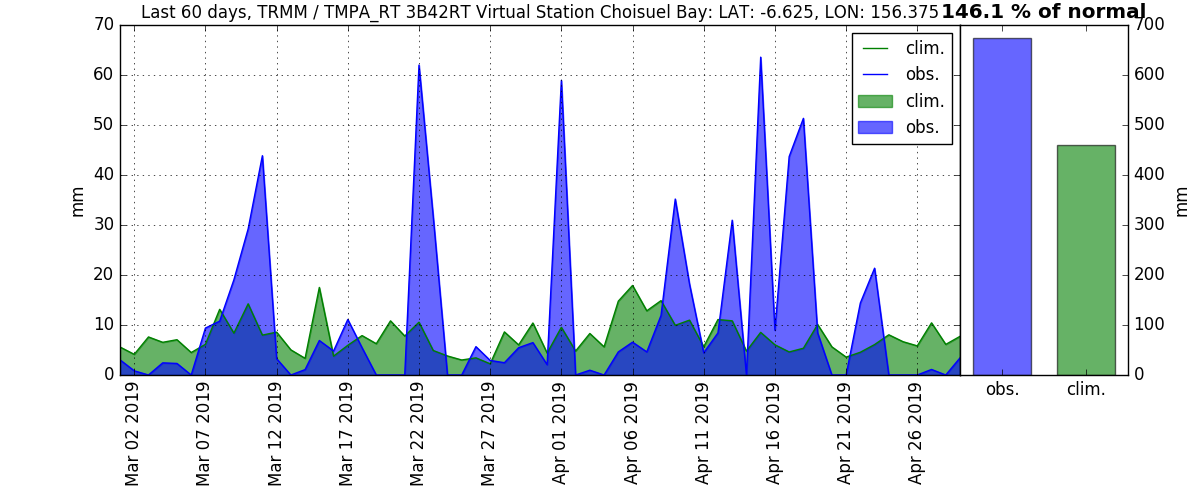 Last 60 days, TRMM / TMPA_RT 3B42RT Virtual Station Choisuel Bay: LAT: -6.625, LON: 156.375
146.1 % of normal
70
60
50
40
30
20
10
0
mm
clim.
obs.
clim.
obs.
Mar 02 2019
Mar 07 2019
Mar 12 2019
Mar 17 2019
Mar 22 2019
Mar 27 2019
Apr 01 2019
Apr 06 2019
Apr 11 2019
Apr 16 2019
Apr 21 2019
Apr 26 2019
700
600
500
400
300
200
100
0
mm
obs.
clim.